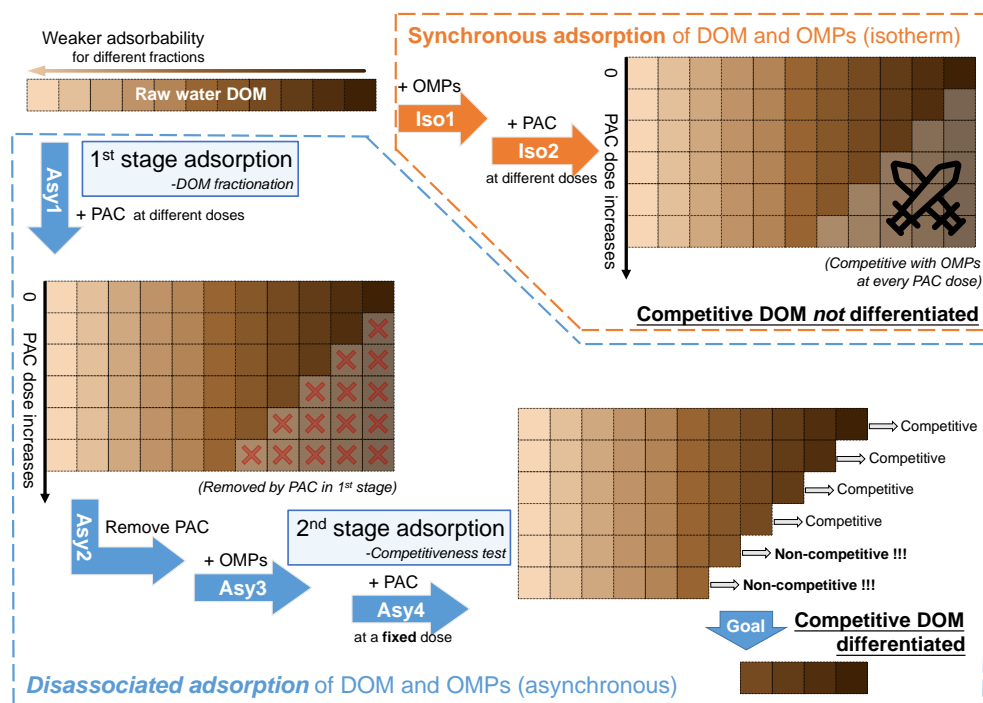 Weaker adsorbability
for different fractions
Raw water DOM
Synchronous adsorption of DOM and OMPs (isotherm)
+ OMPs
Iso1
+ PAC
Iso2
at different doses
0
PAC dose increases
(Competitive with OMPs
at every PAC dose)
Competitive DOM not differentiated
Asy1
1st stage adsorption
-DOM fractionation
+ PAC at different doses
0
PAC dose increases
(Removed by PAC in 1st stage)
Asy2
Remove PAC
+ OMPs
Asy3
2nd stage adsorption
-Competitiveness test
+ PAC
Asy4
at a fixed dose
Competitive
Competitive
Competitive
Competitive
Non-competitive !!!
Non-competitive !!!
Goal
Competitive DOM
differentiated
Disassociated adsorption of DOM and OMPs (asynchronous)